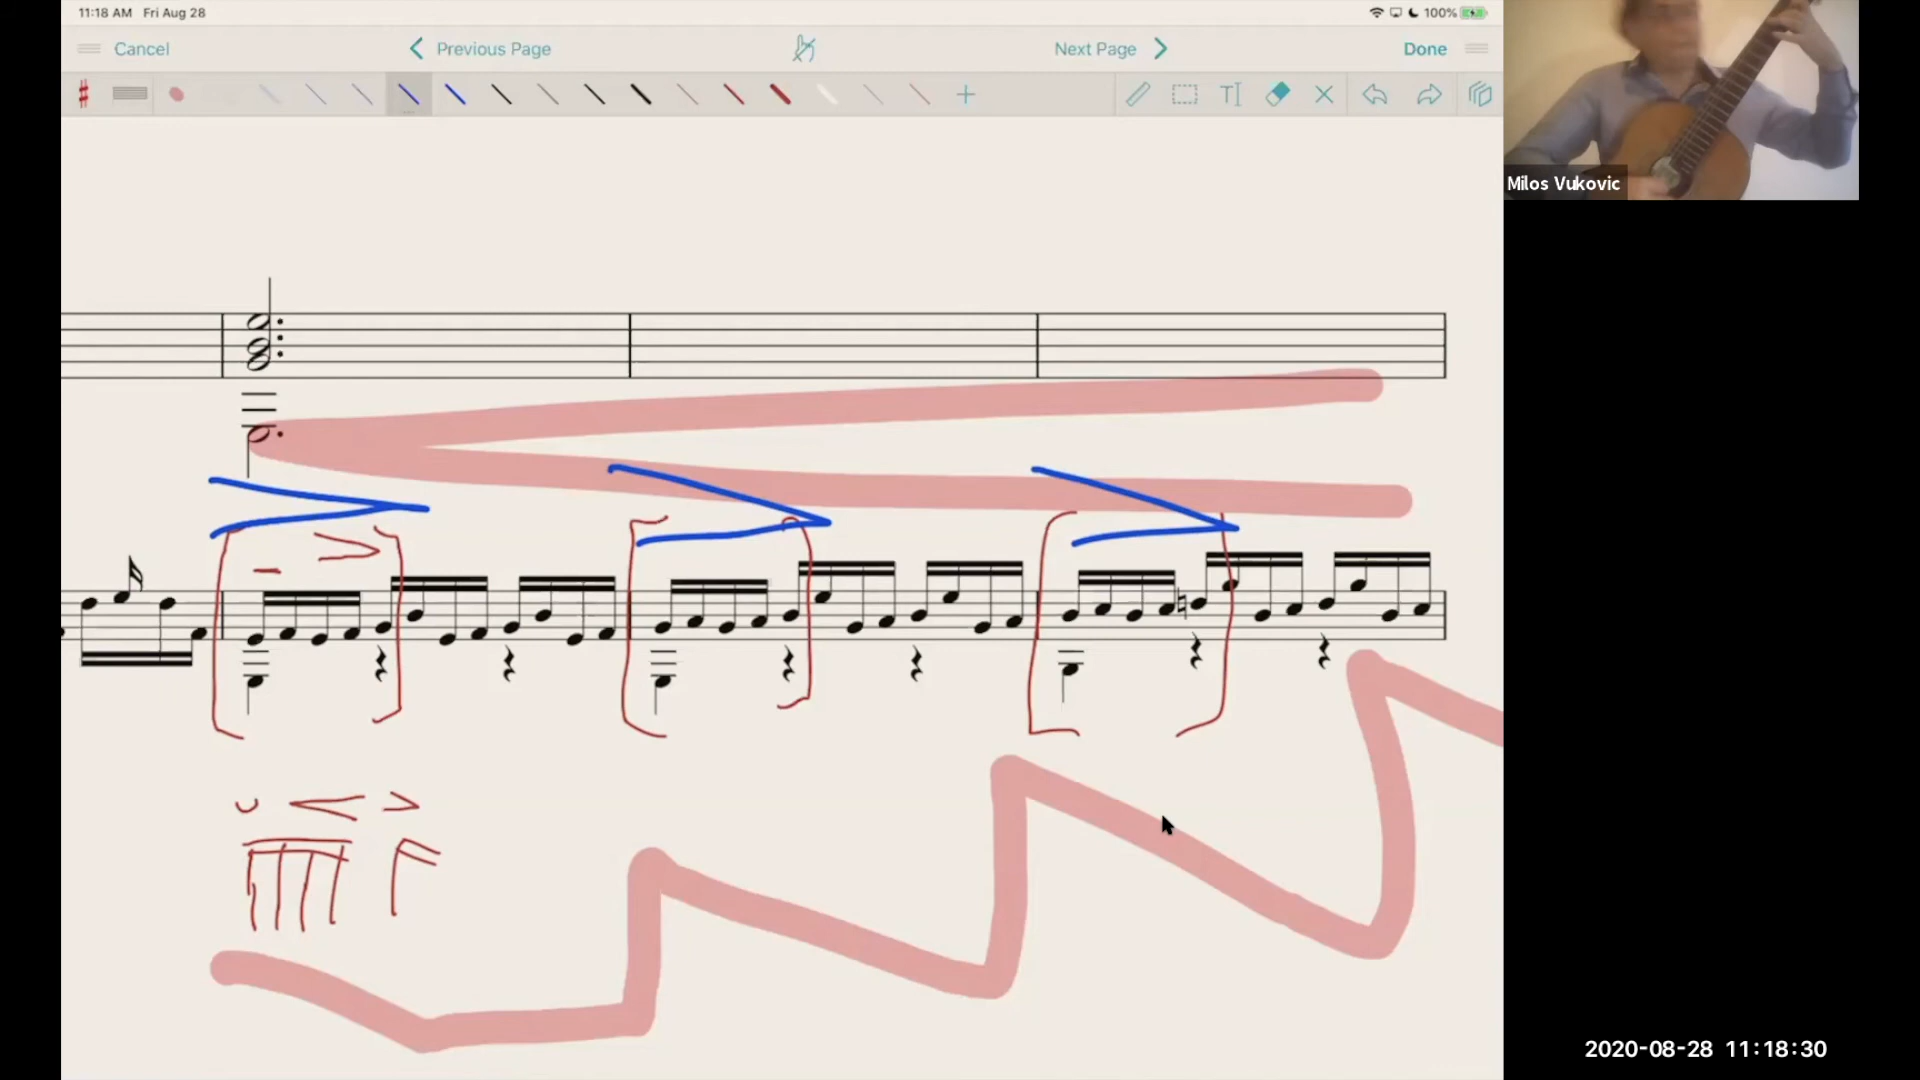 11:18 AM Fri Aug 28
100%
Cancel
Previous Page
Next Page
Done
T
Milos Vukovic
2020-08-28 11:18:30